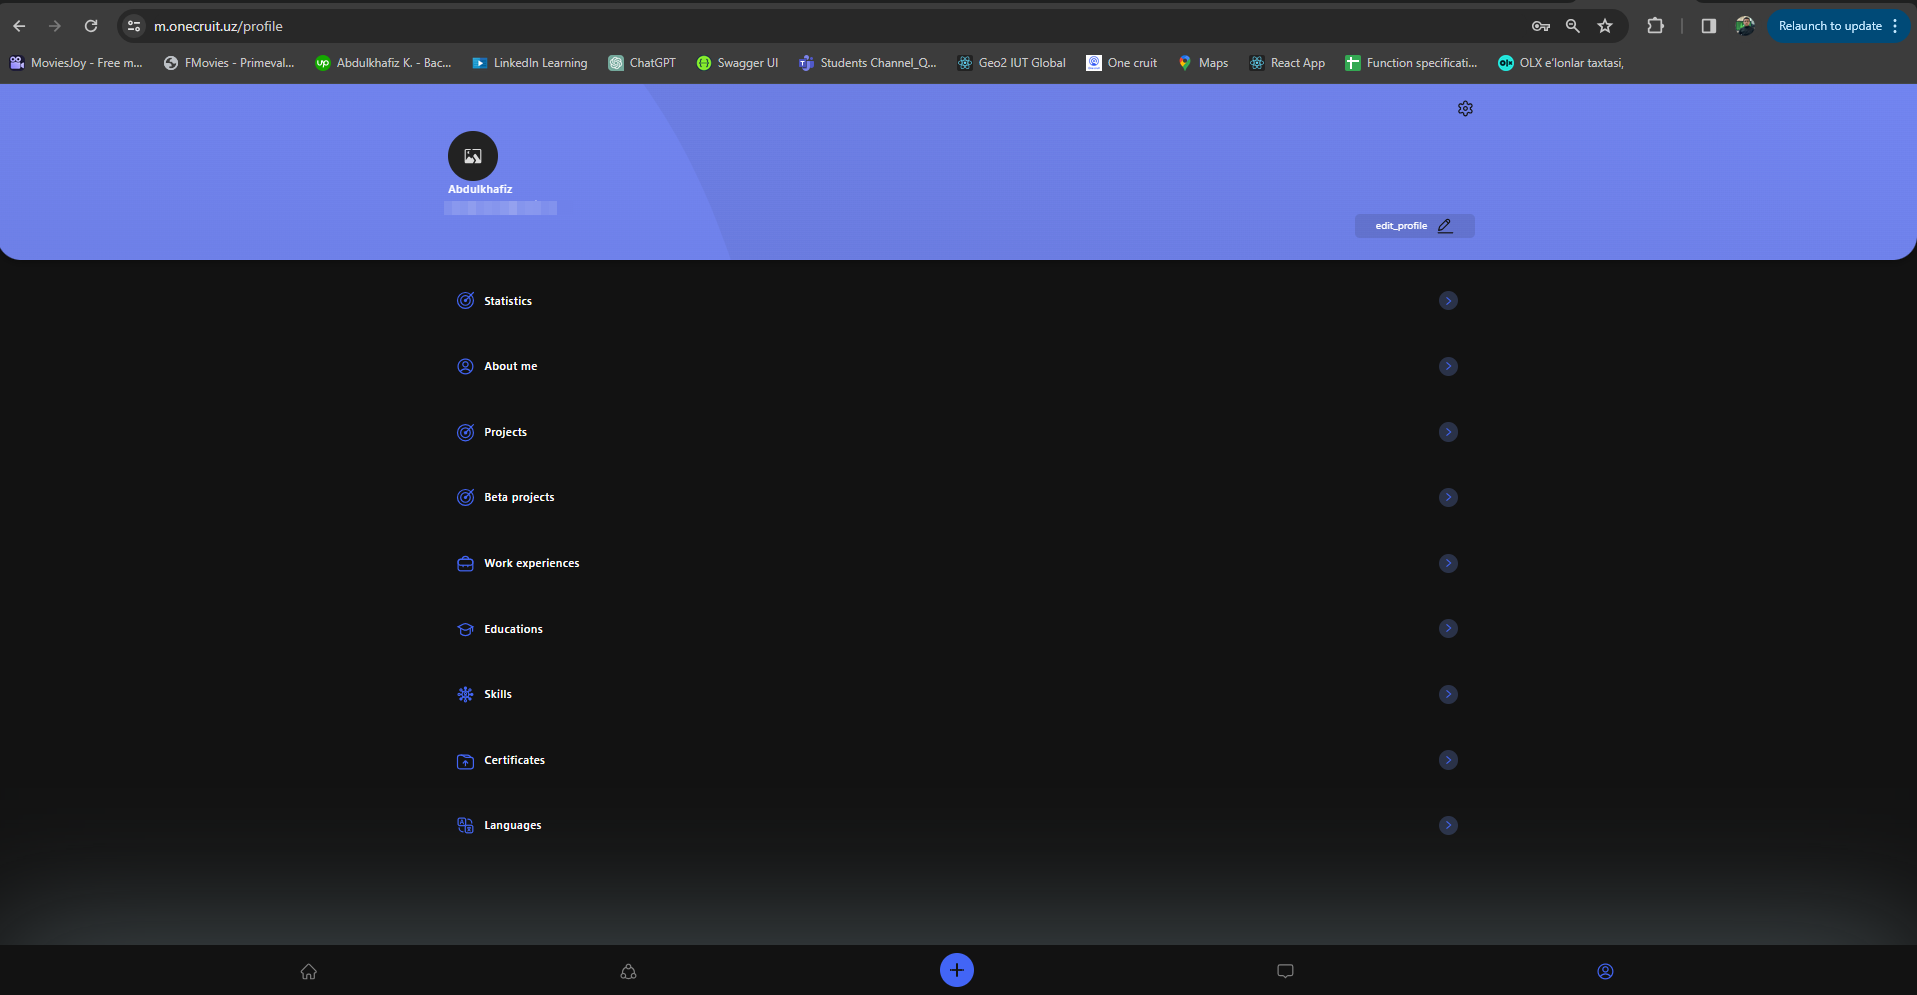 m.onecruit.uz/profile
Relaunch to update
MoviesJoy - Free m...
FMovies - Primeval...
up
Abdulkhafiz K. - Bac...
LinkedIn Learning
ChatGPT
Swagger UI
Students Channel_Q...
Geo2 IUT Global
One cruit
Maps
React App
Function specificati...
OLX e'lonlar taxtasi,
Abdulkhafiz
edit_profile
Statistics
About me
Projects
Beta projects
Work experiences
Educations
Skills
Certificates
Languages